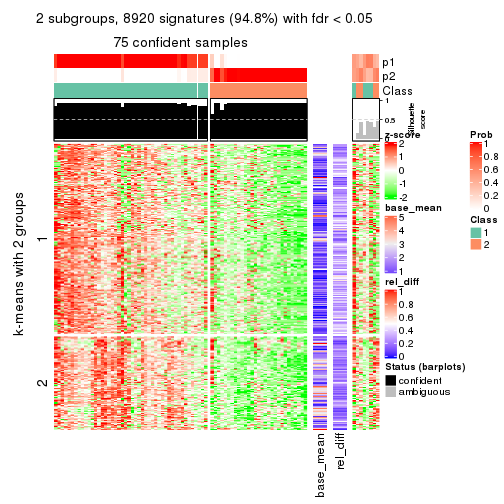 2 subgroups, 8920 signatures (94.8%) with fdr < 0.05
75 confident samples
p1
p2
Class
1
0.5
0
Silhouette
score
k-means with 2 groups
1
2
base_mean
rel_diff
z-score
2
1
0
-1
-2
base_mean
5
4
3
2
1
rel_diff
1
0.8
0.6
0.4
0.2
0
Status (barplots)
confident
ambiguous
Prob
1
0.8
0.6
0.4
0.2
0
Class
1
2